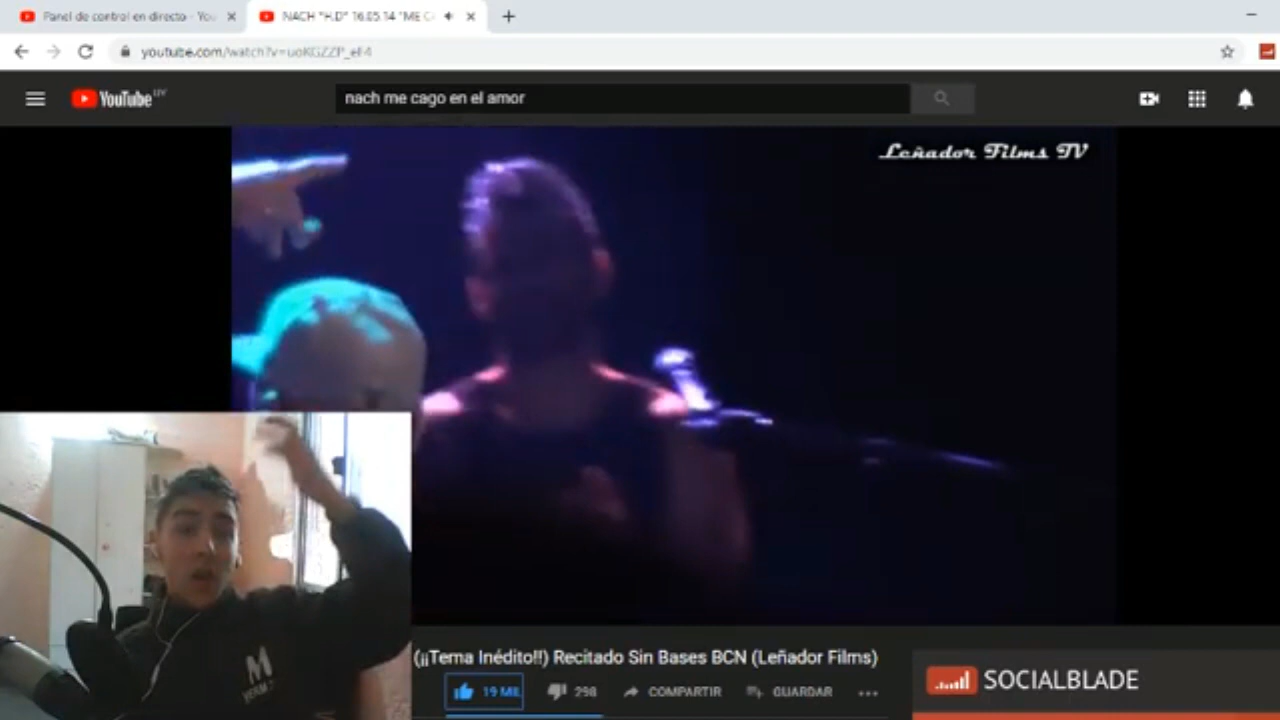 Panel de control en directo - You
NACH "H.D" 16.05.14 "ME C
youtube.com/watch?v=
YouTube UY
nach me cago en el amor
Leñador Films TV
M
(¡¡Tema Inédito!!) Recitado Sin Bases BCN (Leñador Films)
19 MIL
298
COMPARTIR
GUARDAR
SOCIALBLADE